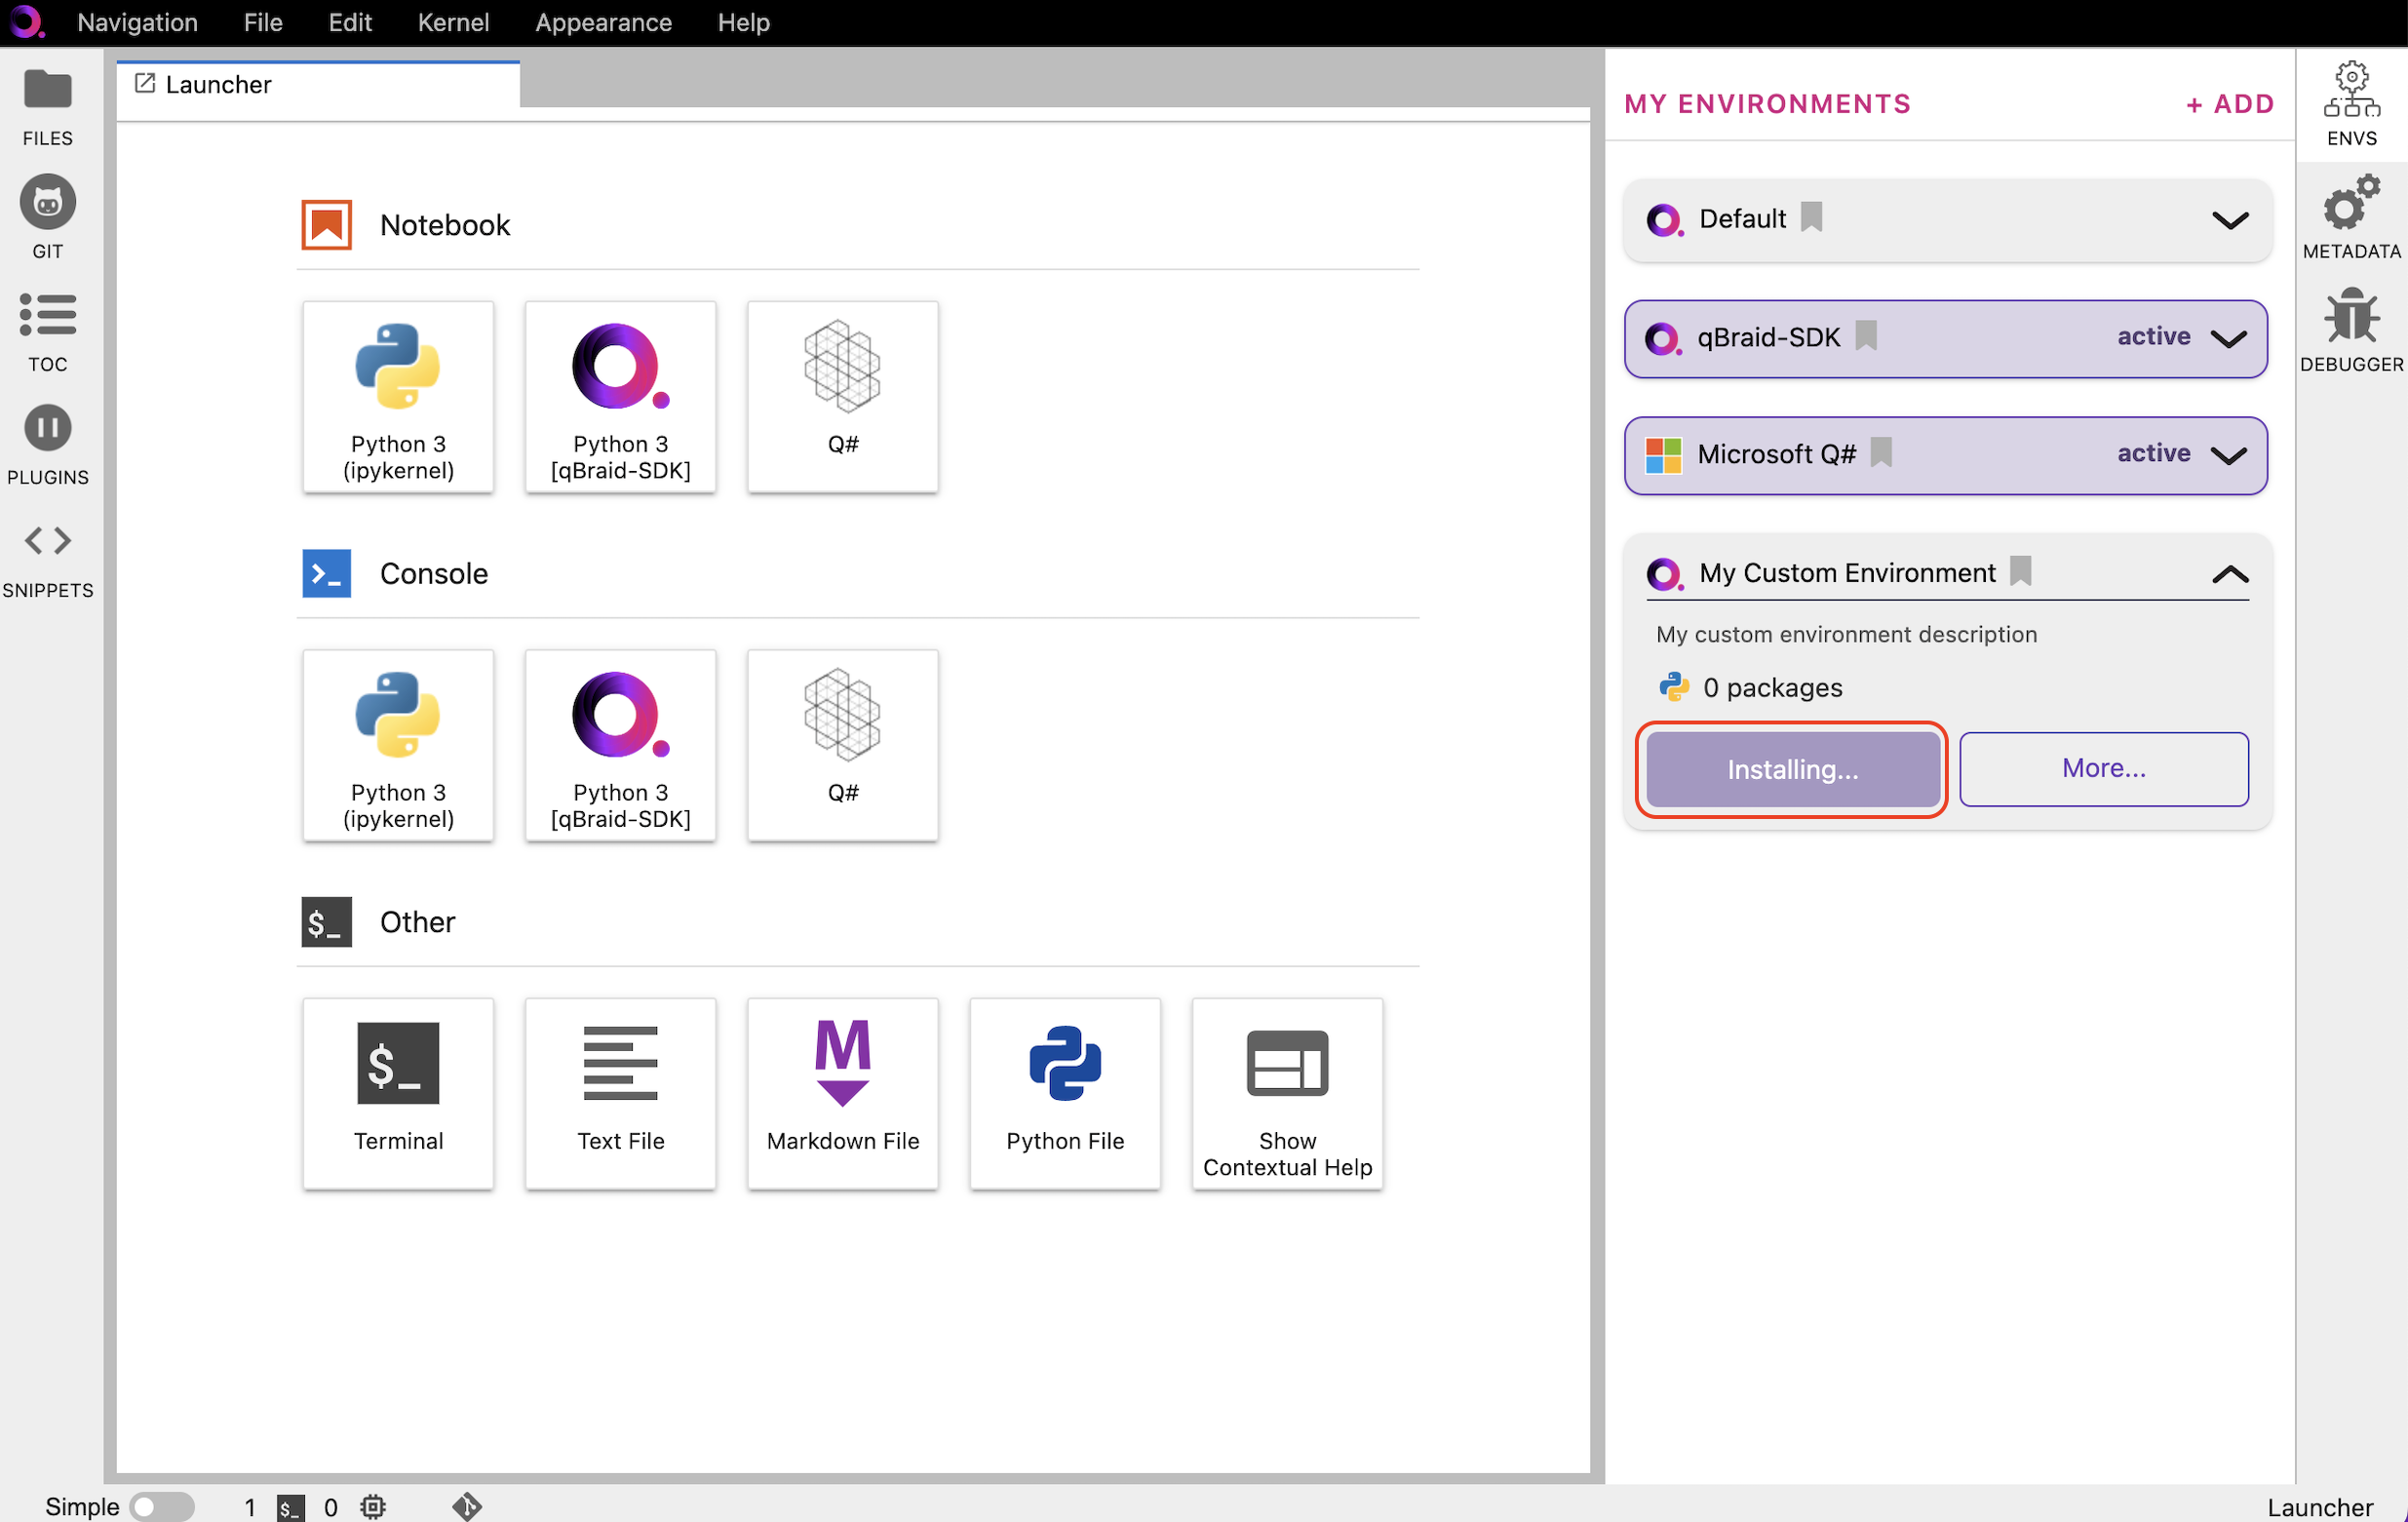 Navigation File Edit Kernel Appearance Help
FILES
GIT
TOC
PLUGINS
SNIPPETS
Launcher
Notebook
Python 3
(ipykernel)
Python 3
[qBraid-SDK]
Q#
Console
Python 3
(ipykernel)
Python 3
[qBraid-SDK]
Q#
$_ Other
$_
Terminal
Text File
M
Markdown File
Python File
Show
Contextual Help
MY ENVIRONMENTS + ADD
Default
qBraid-SDK active
Microsoft Q# active
My Custom Environment
My custom environment description
0 packages
Installing... More...
ENVS
METADATA
DEBUGGER
Simple 1 $_ 0 Launcher